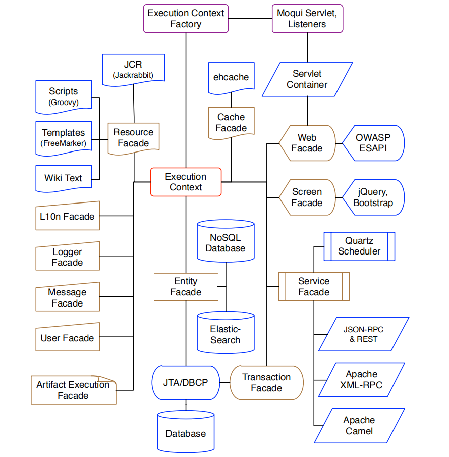 Execution Context
Factory
Moqui Servlet,
Listeners
JCR
(Jackrabbit)
ehcache
Servlet
Container
Scripts
(Groovy)
Templates
(FreeMarker)
Resource
Facade
Cache
Facade
Web
Facade
OWASP
ESAPI
Wiki Text
Execution
Context
Screen
Facade
jQuery,
Bootstrap
L10n Facade
NoSQL
Database
Quartz
Scheduler
Logger
Facade
Message
Facade
Entity
Facade
Service
Facade
User Facade
Elastic-
Search
JSON-RPC
& REST
Artifact Execution
Facade
JTA/DBCP
Transaction
Facade
Apache
XML-RPC
Database
Apache
Camel